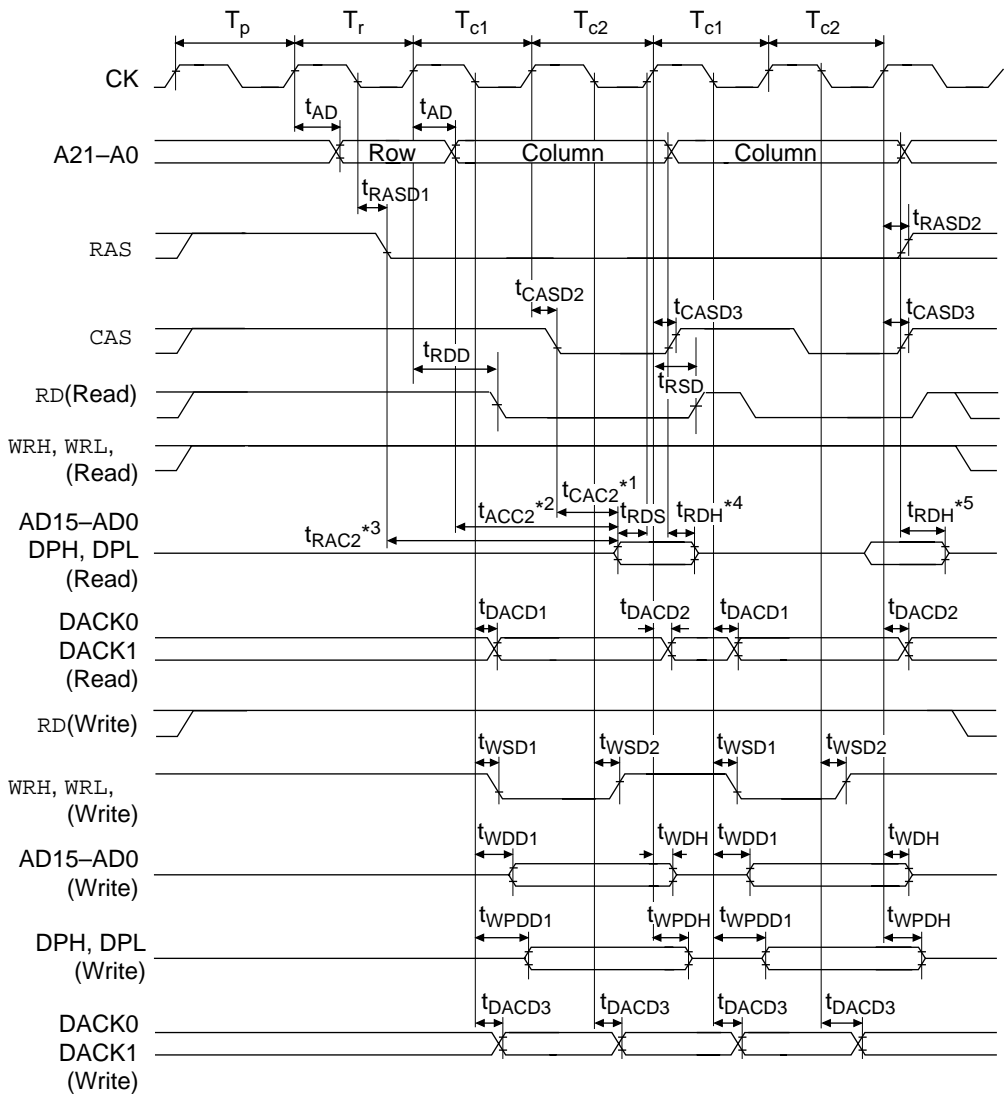 Tp Tr Tc1 Tc2 Tc1 Tc2
CK
tAD tAD
A21–A0 Row Column Column
tRASD1 tRASD2
RAS
tCASD2 tCASD3 tCASD3
CAS
tRDD tRSD
RD(Read)
WRH, WRL,
(Read)
tCAC2*1
tACC2*2 tRDS tRDH*4 tRDH*5
tRAC2*3
AD15–AD0
DPH, DPL
(Read)
tDACD1 tDACD2 tDACD1 tDACD2
DACK0
DACK1
(Read)
RD(Write)
tWSD1 tWSD2 tWSD1 tWSD2
WRH, WRL,
(Write)
tWDD1 tWDH tWDD1 tWDH
AD15–AD0
(Write)
tWPDD1 tWPDH tWPDD1 tWPDH
DPH, DPL
(Write)
tDACD3 tDACD3 tDACD3 tDACD3
DACK0
DACK1
(Write)